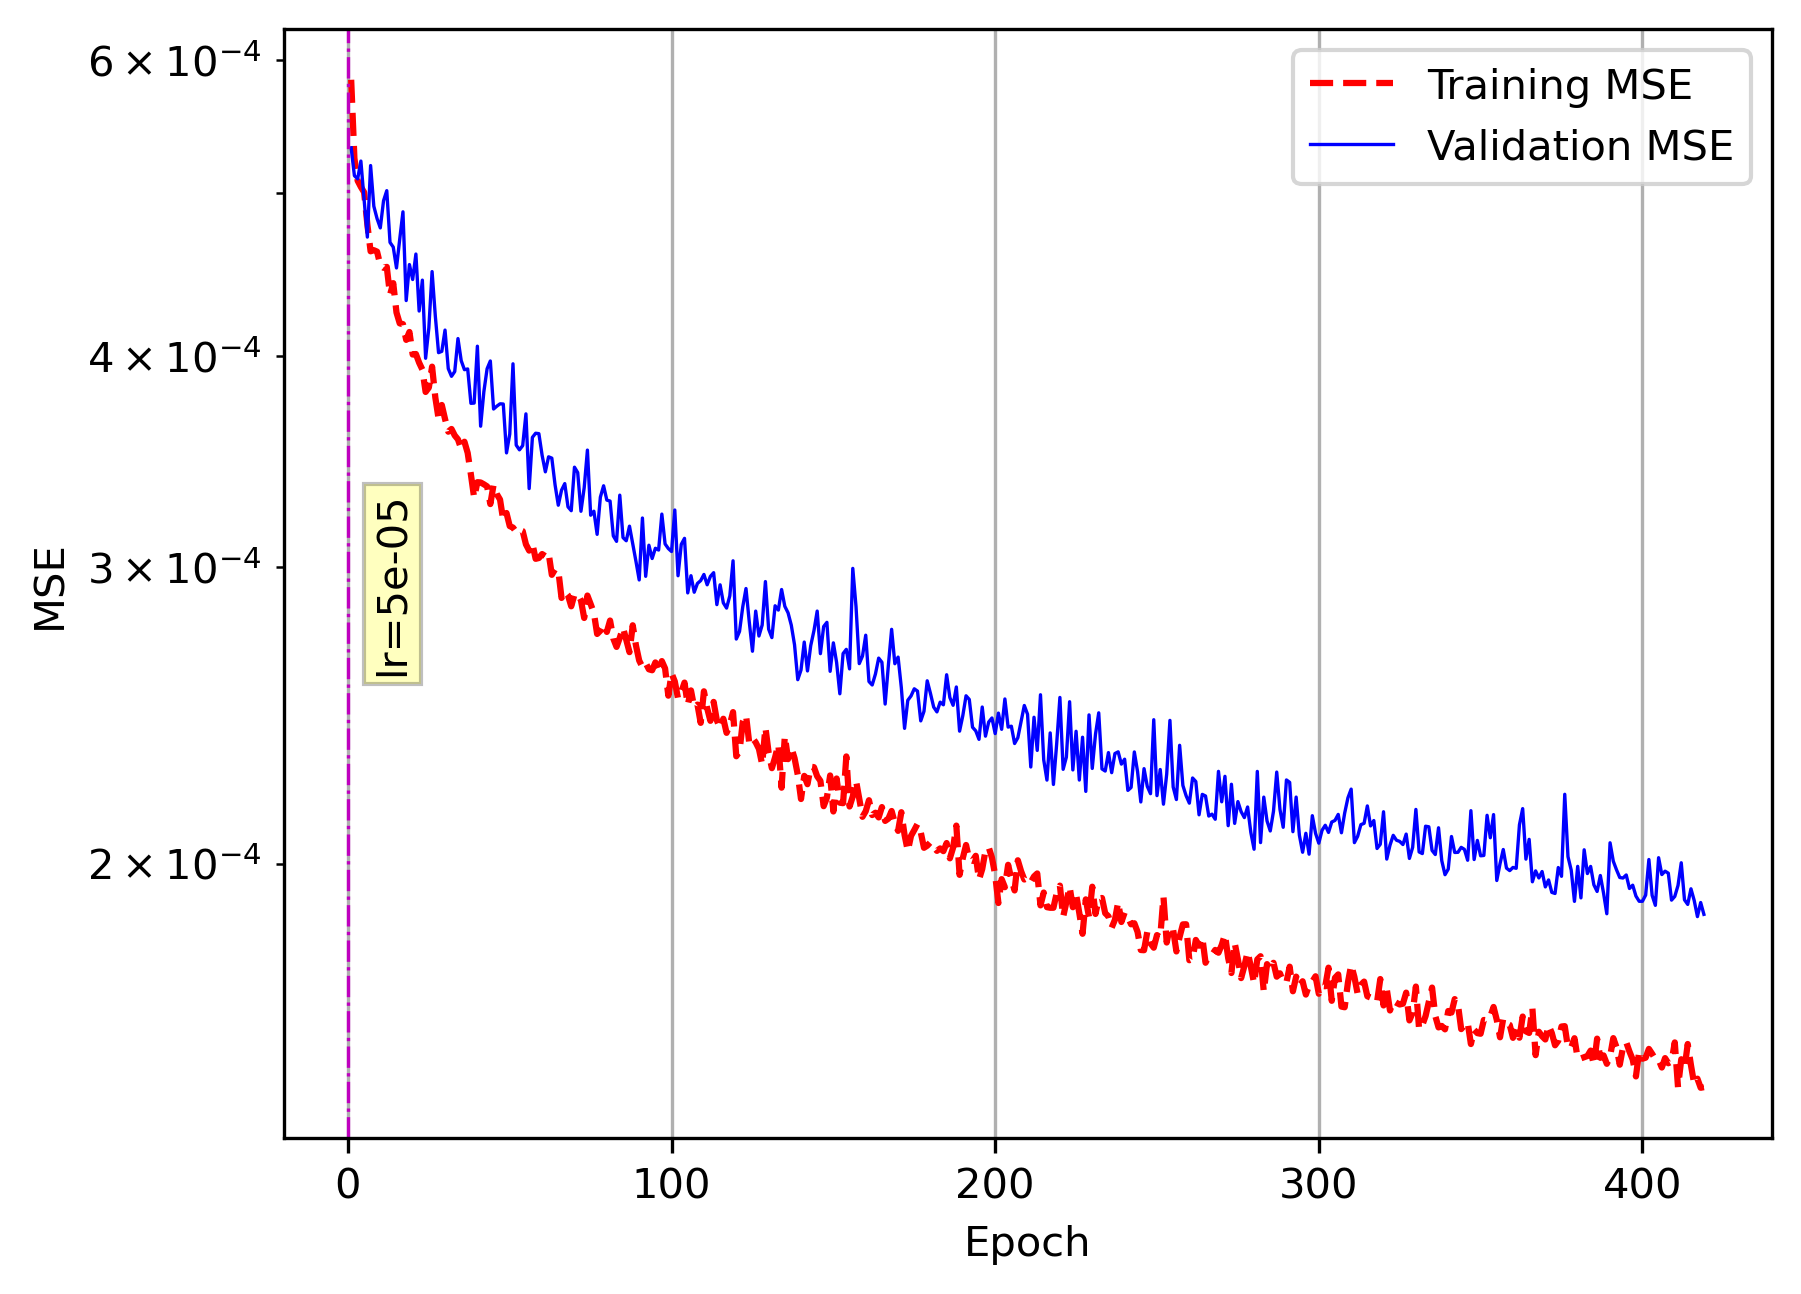 6×10⁻⁴
4×10⁻⁴
3×10⁻⁴
2×10⁻⁴
MSE
lr=5e-05
Training MSE
Validation MSE
0 100 200 300 400
Epoch